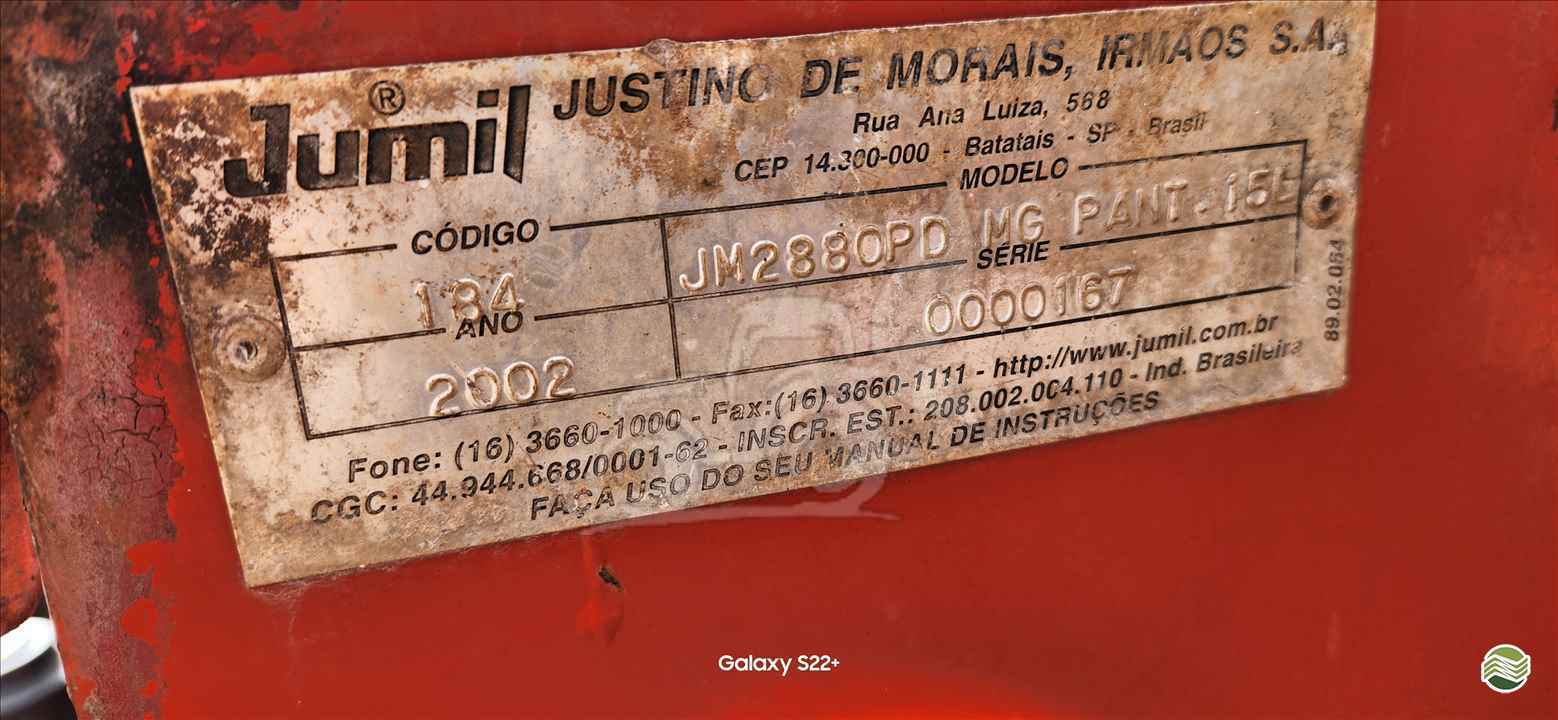 Jumil ®
JUSTINO DE MORAIS, IRMAOS S.A.
Rua Ana Luiza, 568
CEP 14.300-000 - Batatais - SP - Brasil
CÓDIGO
184
MODELO
JM2880PD MG PANT. 15L
ANO
2002
SÉRIE
0000167
Fone: (16) 3660-1000 - Fax:(16) 3660-1111 - http://www.jumil.com.br
CGC: 44.944.668/0001-62 - INSCR. EST.: 208.002.004.110 - Ind. Brasileira
FAÇA USO DO SEU MANUAL DE INSTRUÇÕES
89.02.064
Galaxy S22+